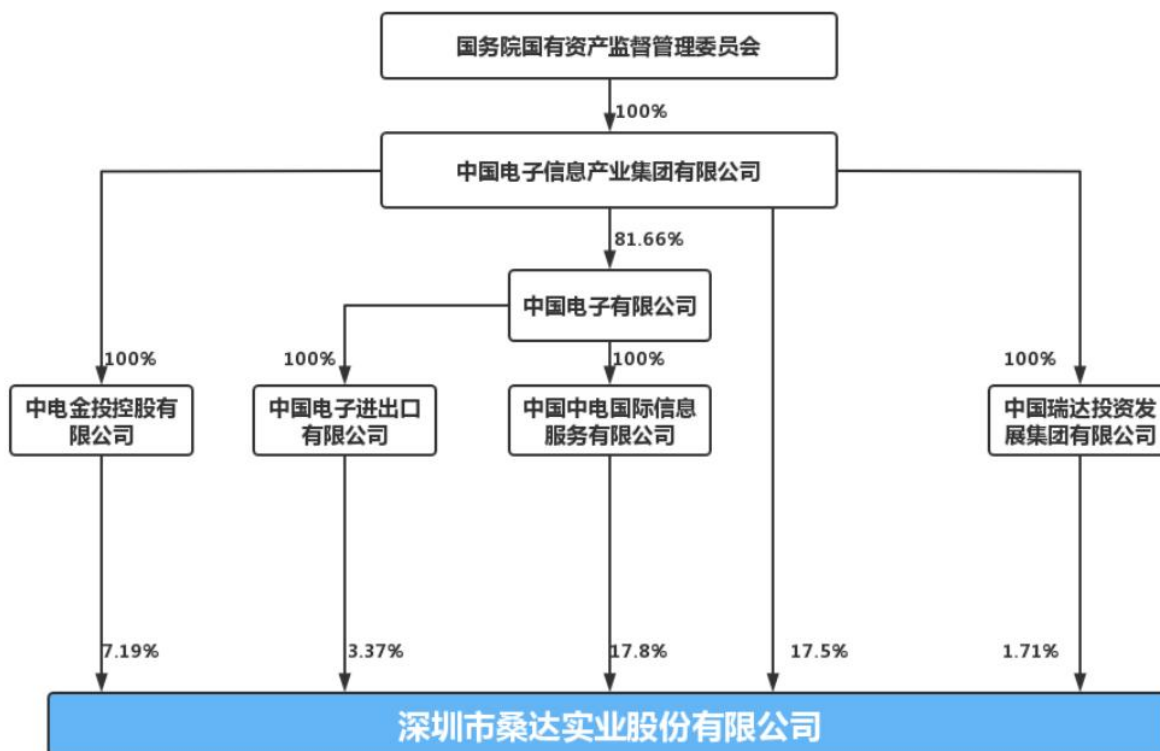 国务院国有资产监督管理委员会
100%
中国电子信息产业集团有限公司
81.66%
中国电子有限公司
100%
100%
100%
100%
中电金投控股有
限公司
中国电子进出口
有限公司
中国中电国际信息
服务有限公司
中国瑞达投资发
展集团有限公司
7.19%
3.37%
17.8%
17.5%
1.71%
深圳市桑达实业股份有限公司